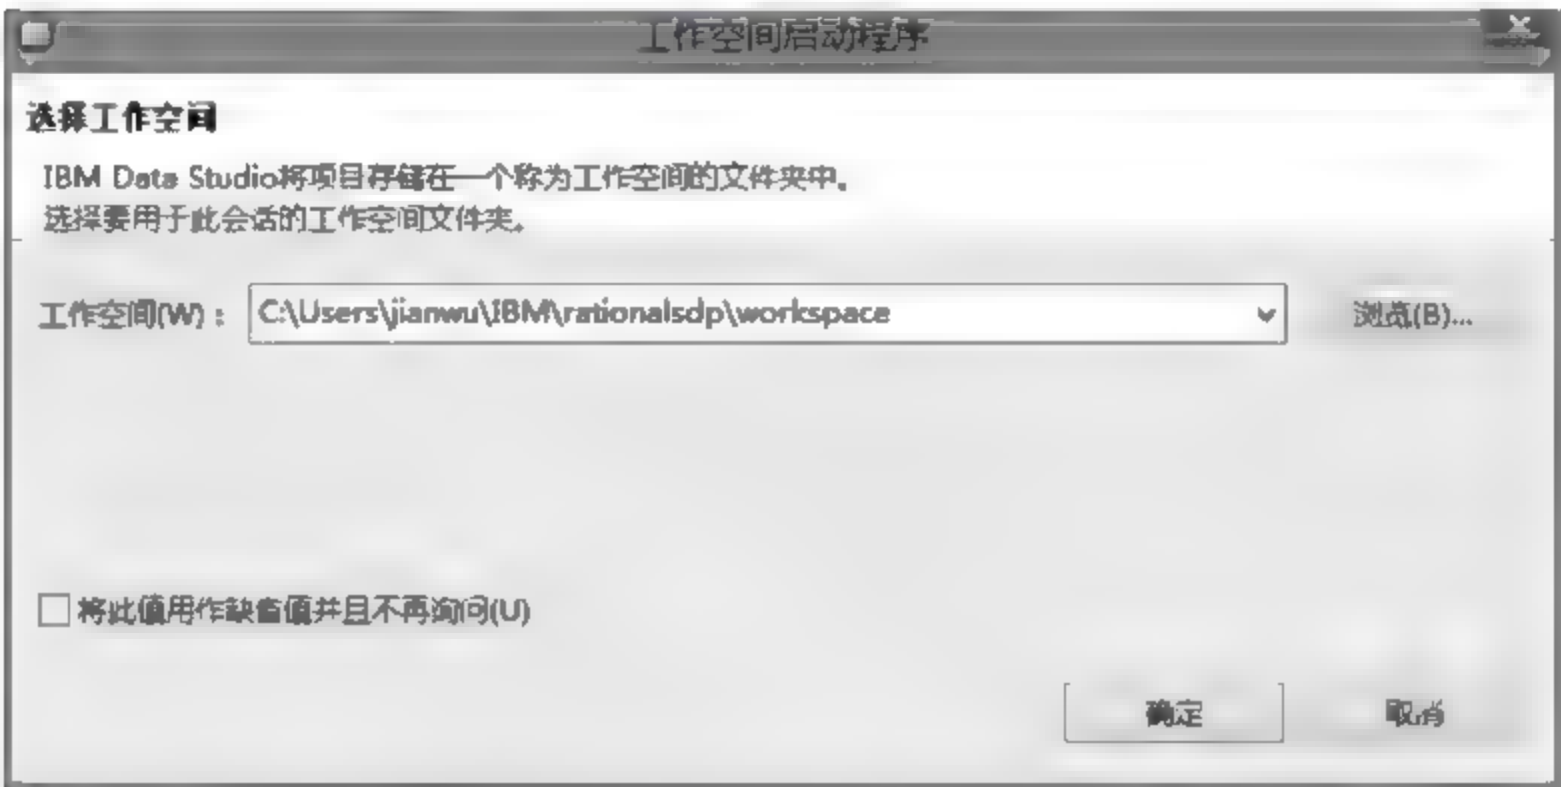 工作空间启动程序
选择工作空间
IBM Data Studio将项目存储在一个称为工作空间的文件夹中。
选择要用于此会话的工作空间文件夹。
工作空间(W)： C:\Users\jianwu\IBM\rationalsdp\workspace 浏览(B)...
将此值用作缺省值并且不再询问(U)
确定 取消